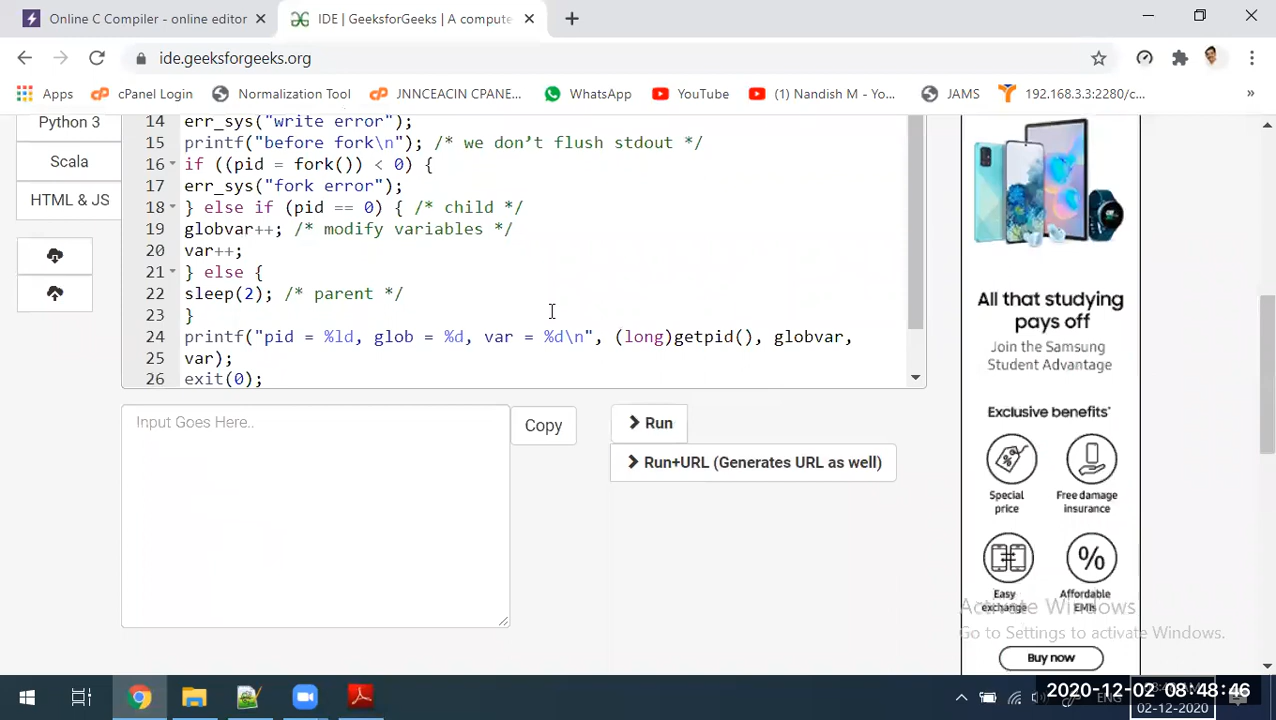 Online C Compiler - online editor
IDE | GeeksforGeeks | A compute
ide.geeksforgeeks.org
Apps
cPanel Login
Normalization Tool
JNNCEACIN CPANE...
WhatsApp
YouTube
(1) Nandish M - Yo...
JAMS
192.168.3.3:2280/c...
»
Python 3
Scala
HTML & JS
14 err_sys("write error");
15 printf("before fork\n"); /* we don’t flush stdout */
16 if ((pid = fork()) < 0) {
17 err_sys("fork error");
18 } else if (pid == 0) { /* child */
19 globvar++; /* modify variables */
20 var++;
21 } else {
22 sleep(2); /* parent */
23 }
24 printf("pid = %ld, glob = %d, var = %d\n", (long)getpid(), globvar,
25 var);
26 exit(0);
Input Goes Here..
Copy
Run
Run+URL (Generates URL as well)
All that studying
pays off
Join the Samsung
Student Advantage
Exclusive benefits*
Special
price
Free damage
insurance
Easy
exchange
%
Affordable
EMIs
Buy now
Activate Windows
Go to Settings to activate Windows.
ENG
2020-12-02 08:48:46
02-12-2020